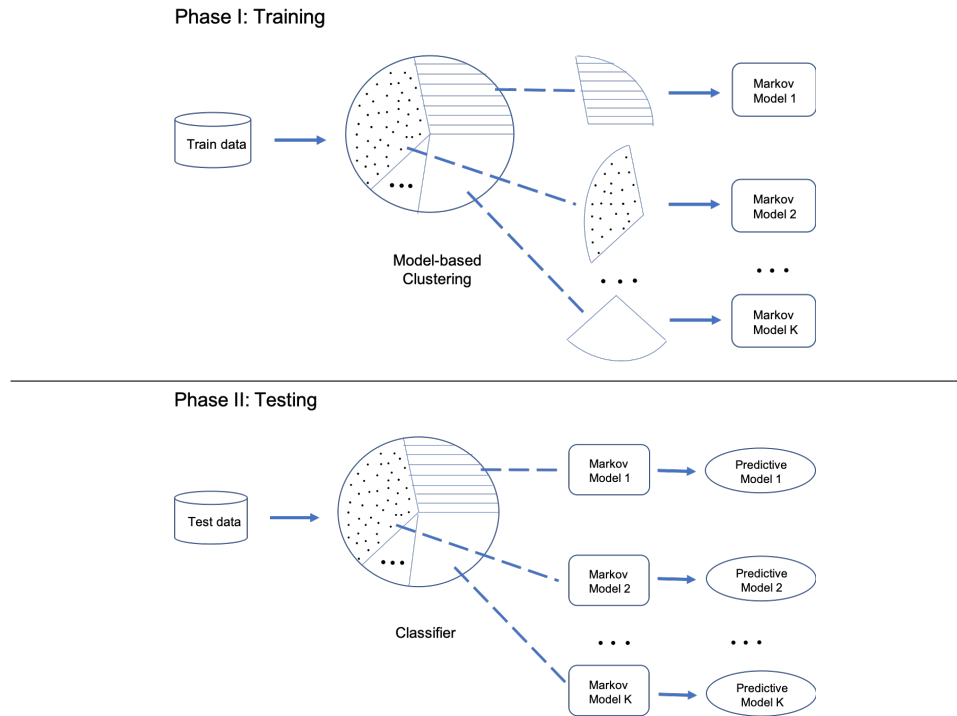 Phase I: Training
Train data
Model-based
Clustering
Markov
Model 1
Markov
Model 2
Markov
Model K
Phase II: Testing
Test data
Classifier
Markov
Model 1
Predictive
Model 1
Markov
Model 2
Predictive
Model 2
Markov
Model K
Predictive
Model K